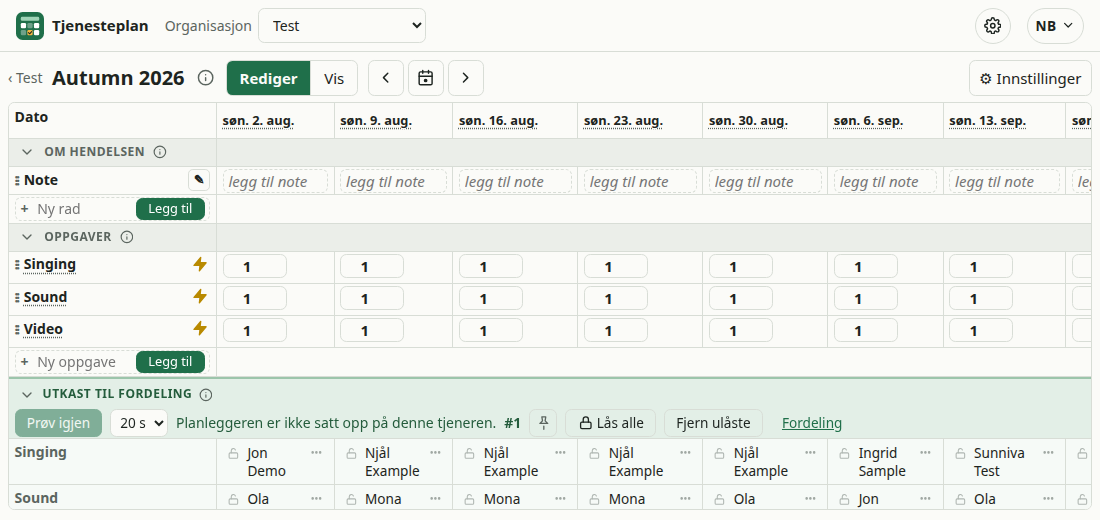 Tjenesteplan Organisasjon Test NB
‹ Test Autumn 2026 Rediger Vis ⚙ Innstillinger
Dato søn. 2. aug. søn. 9. aug. søn. 16. aug. søn. 23. aug. søn. 30. aug. søn. 6. sep. søn. 13. sep.
OM HENDELSEN
Note legg til note legg til note legg til note legg til note legg til note legg til note legg til note
+ Ny rad Legg til
OPPGAVER
Singing 1 1 1 1 1 1 1
Sound 1 1 1 1 1 1 1
Video 1 1 1 1 1 1 1
+ Ny oppgave Legg til
UTKAST TIL FORDELING
Prøv igjen 20 s Planleggeren er ikke satt opp på denne tjeneren. #1 Lås alle Fjern ulåste Fordeling
Singing Jon Njål Njål Njål Njål Ingrid Sunniva
Demo Example Example Example Example Sample Test
Sound Ola Mona Mona Mona Ola Jon Ola